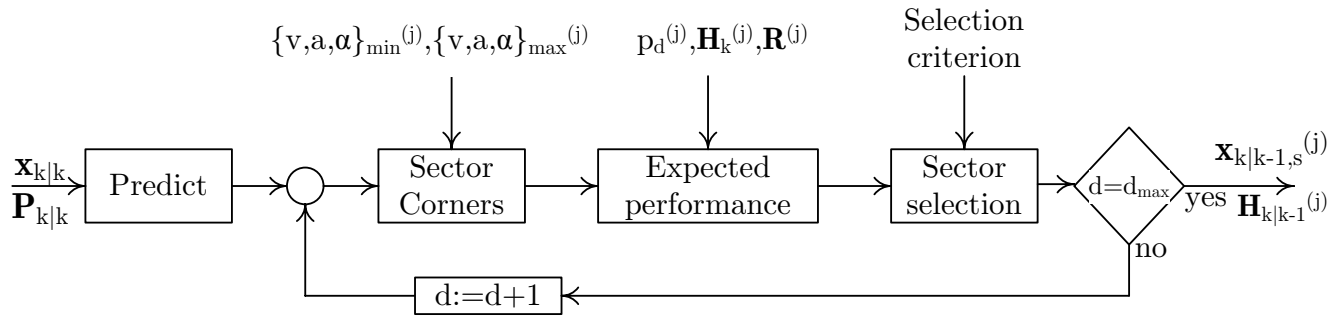 {v,a,α}min(j),{v,a,α}max(j)
pd(j),Hk(j),R(j)
Selection
criterion
xk|k
Pk|k
Predict
Sector
Corners
Expected
performance
Sector
selection
d=dmax
yes
no
xk|k-1,s(j)
Hk|k-1(j)
d:=d+1